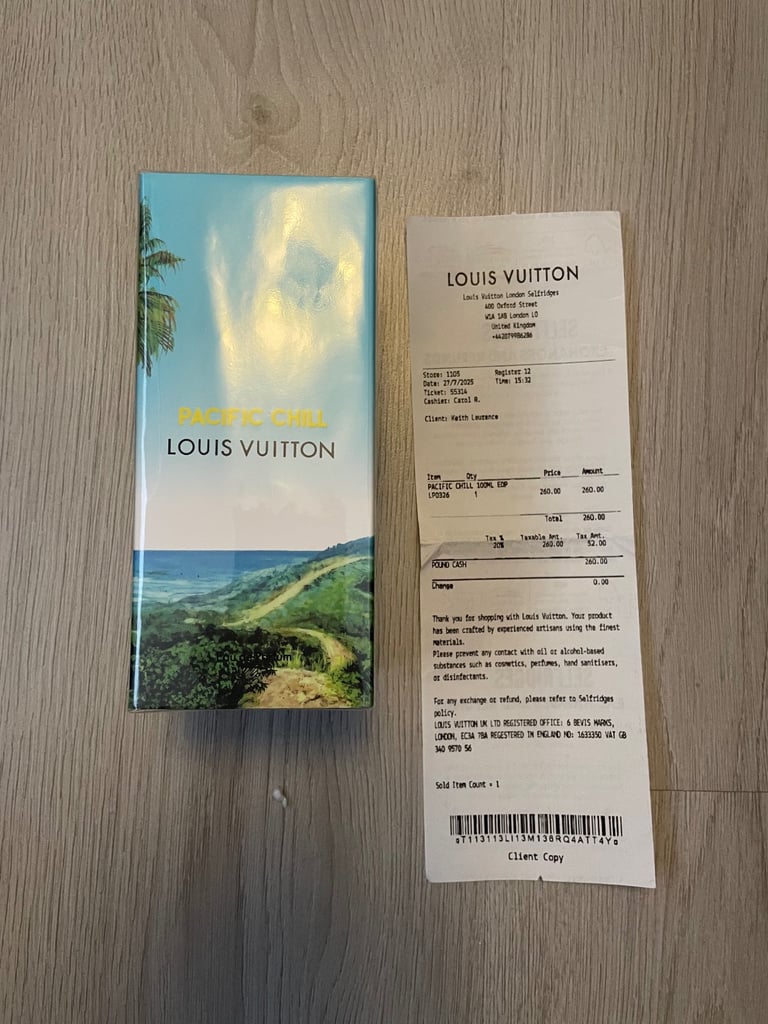 PACIFIC CHILL
LOUIS VUITTON
LOUIS VUITTON
Louis Vuitton London Selfridges
400 Oxford Street
W1A 1AB London LO
United Kingdom
+442079986286
Store: 1105 Register 12
Date: 27/7/2025 Time: 15:32
Ticket: 55314
Cashier: Carol R.
Client: Keith Laurence
Item Qty Price Amount
PACIFIC CHILL 100ML EDP
LP0326 1 260.00 260.00
Total 260.00
Tax % Taxable Amt. Tax Amt.
20% 260.00 52.00
POUND CASH 260.00
Change 0.00
Thank you for shopping with Louis Vuitton. Your product
has been crafted by experienced artisans using the finest
materials.
Please prevent any contact with oil or alcohol-based
substances such as cosmetics, perfumes, hand sanitisers,
or disinfectants.
For any exchange or refund, please refer to Selfridges
policy.
LOUIS VUITTON UK LTD REGISTERED OFFICE: 6 BEVIS MARKS,
LONDON, EC3A 7BA REGESTERED IN ENGLAND NO: 1633350 VAT GB
340 9570 56
Sold Item Count = 1
Client Copy